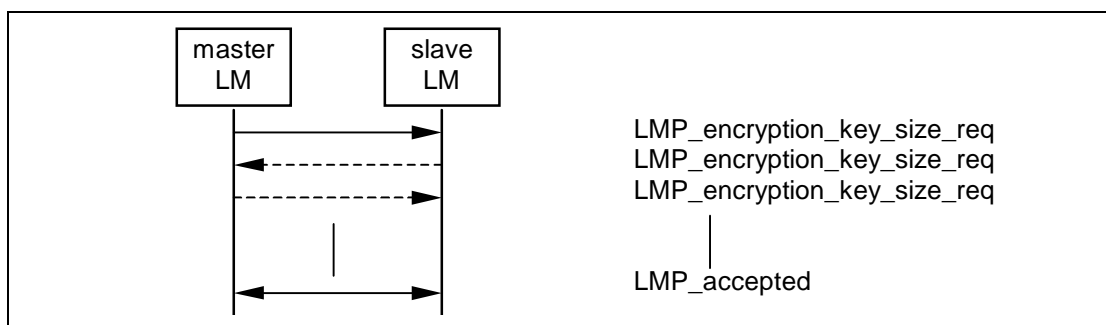 master
LM
slave
LM
LMP_encryption_key_size_req
LMP_encryption_key_size_req
LMP_encryption_key_size_req
LMP_accepted